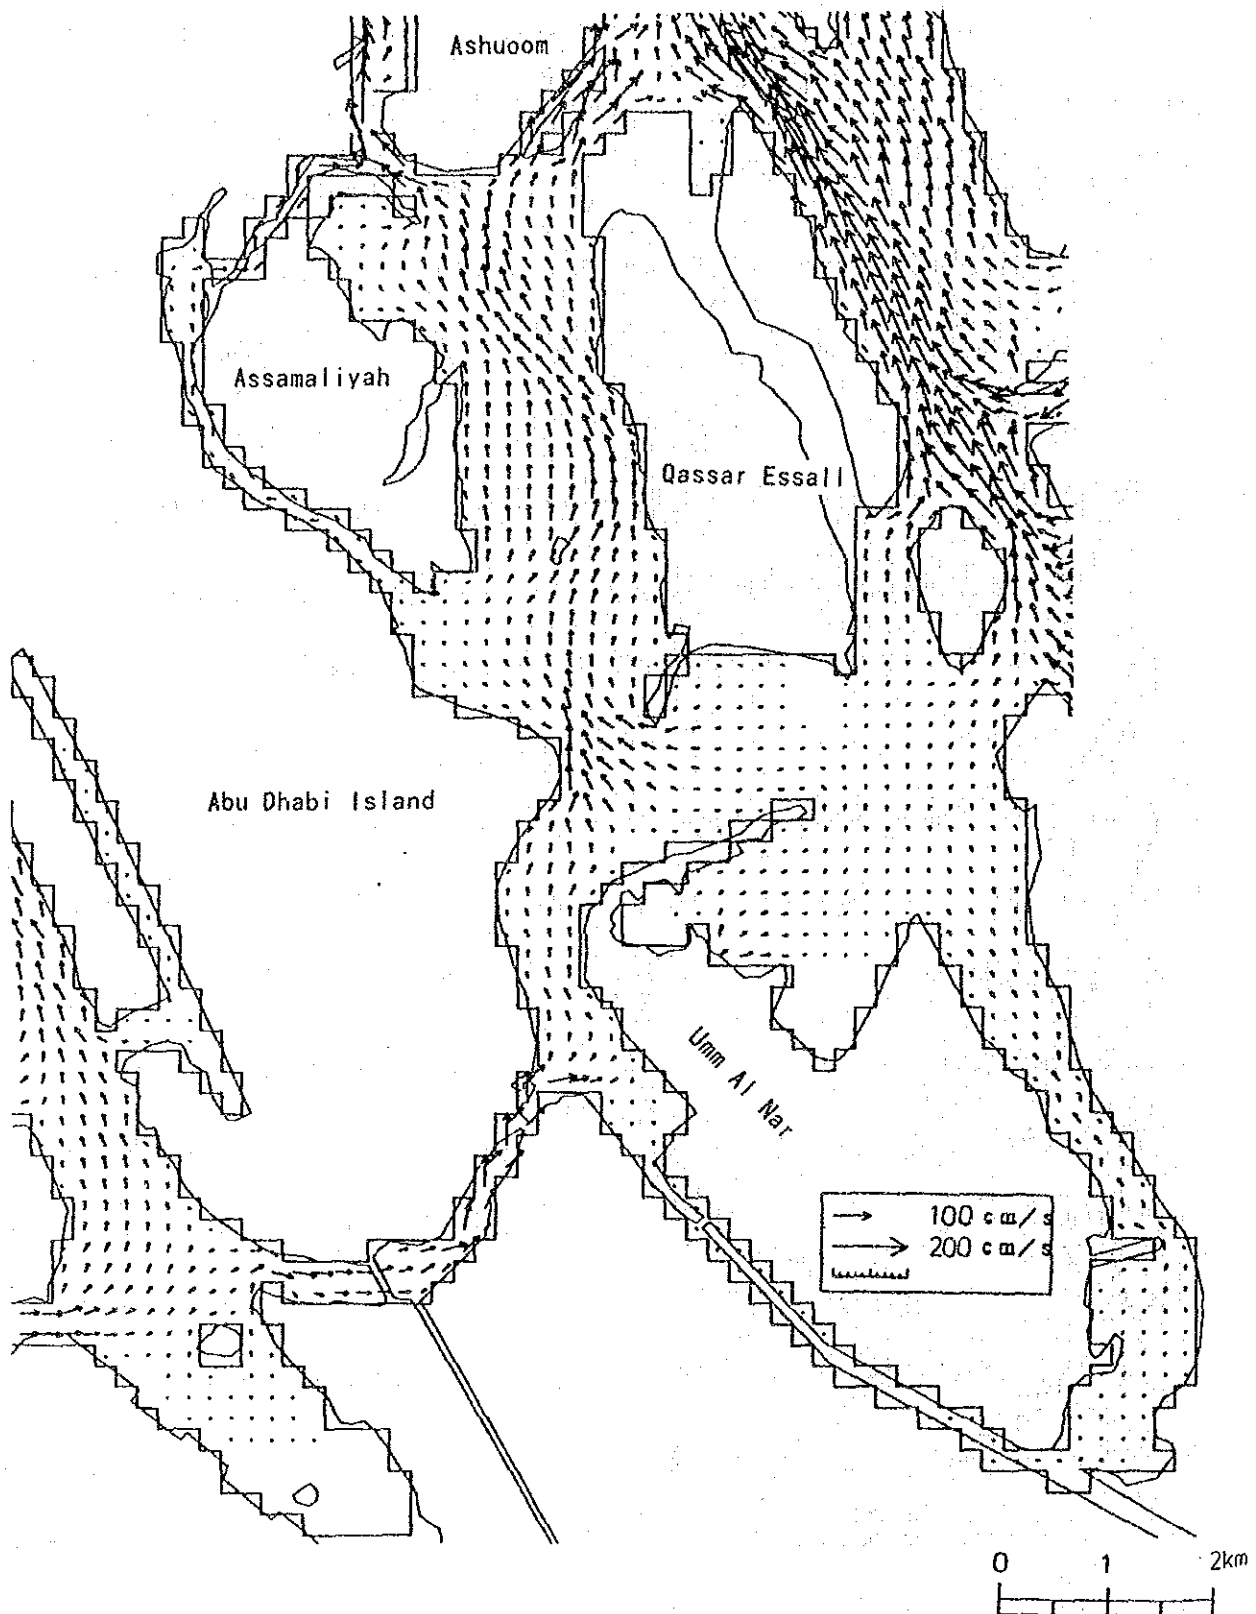 Ashuoom
Assamaliyah
Qassar Essall
Abu Dhabi Island
Umm Al Nar
100 cm/s
200 cm/s
0 1 2km